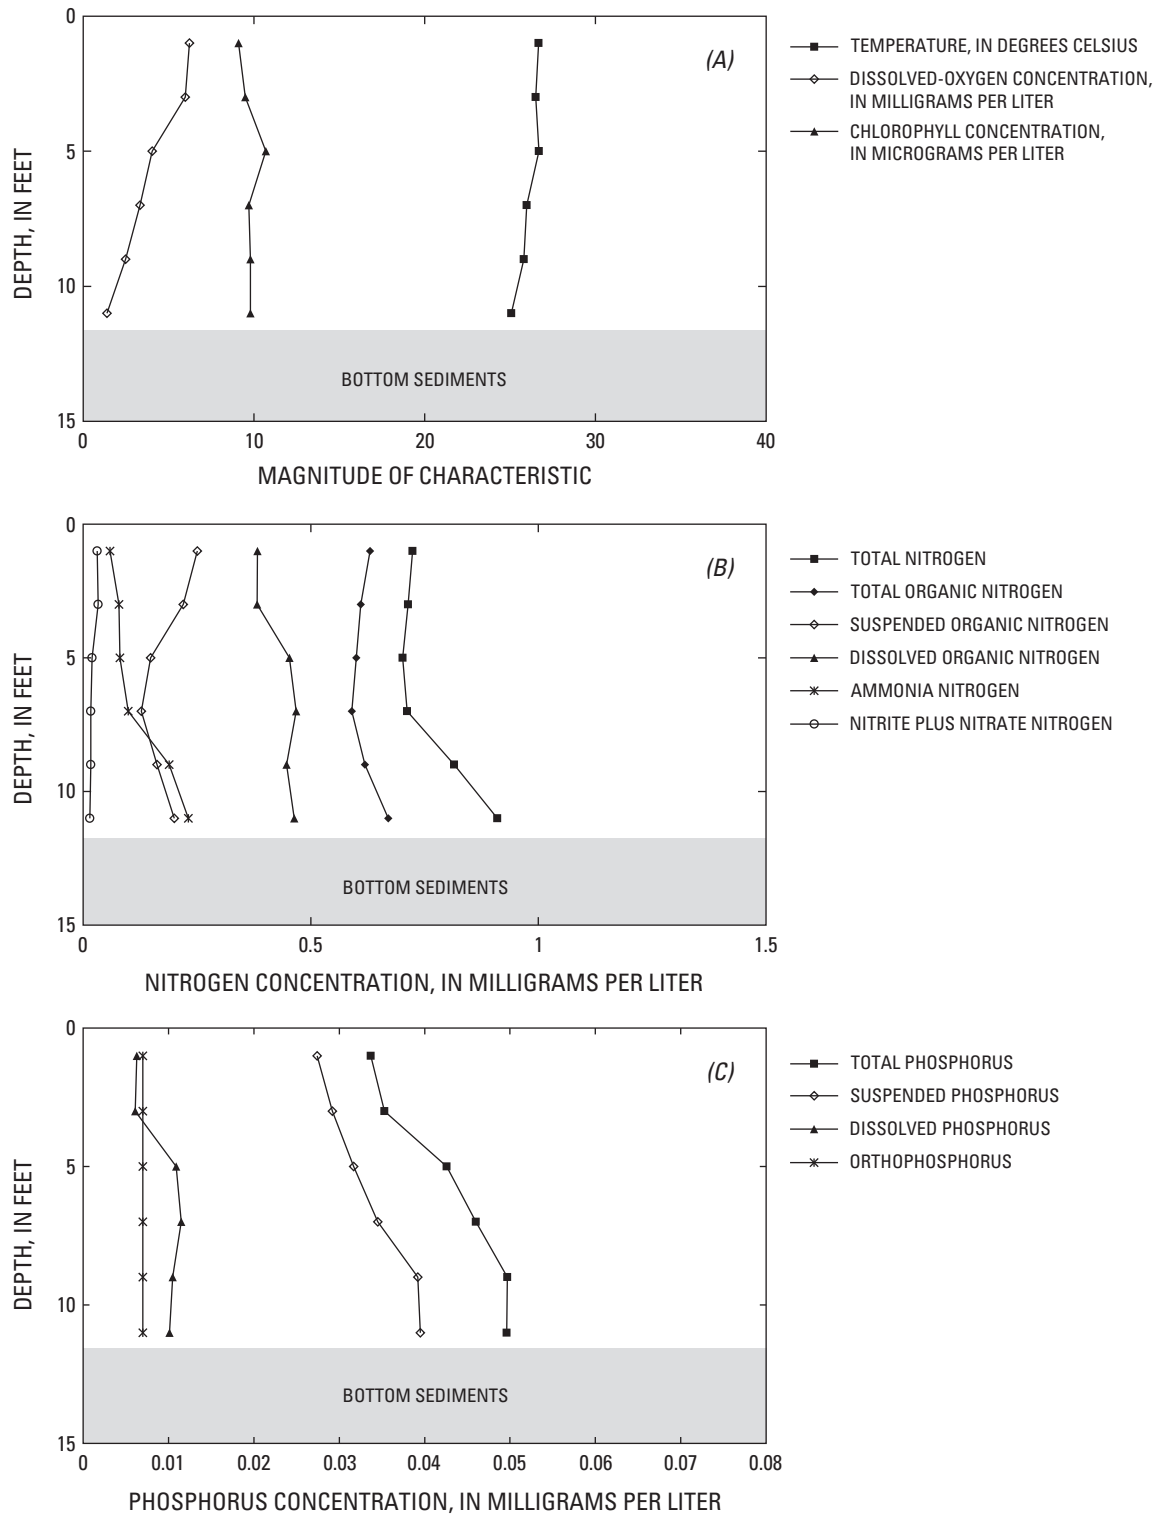 0
5
10
15
DEPTH, IN FEET
(A)
BOTTOM SEDIMENTS
0 10 20 30 40
MAGNITUDE OF CHARACTERISTIC
TEMPERATURE, IN DEGREES CELSIUS
DISSOLVED-OXYGEN CONCENTRATION,
IN MILLIGRAMS PER LITER
CHLOROPHYLL CONCENTRATION,
IN MICROGRAMS PER LITER
0
5
10
15
DEPTH, IN FEET
(B)
BOTTOM SEDIMENTS
0 0.5 1 1.5
NITROGEN CONCENTRATION, IN MILLIGRAMS PER LITER
TOTAL NITROGEN
TOTAL ORGANIC NITROGEN
SUSPENDED ORGANIC NITROGEN
DISSOLVED ORGANIC NITROGEN
AMMONIA NITROGEN
NITRITE PLUS NITRATE NITROGEN
0
5
10
15
DEPTH, IN FEET
(C)
BOTTOM SEDIMENTS
0 0.01 0.02 0.03 0.04 0.05 0.06 0.07 0.08
PHOSPHORUS CONCENTRATION, IN MILLIGRAMS PER LITER
TOTAL PHOSPHORUS
SUSPENDED PHOSPHORUS
DISSOLVED PHOSPHORUS
ORTHOPHOSPHORUS